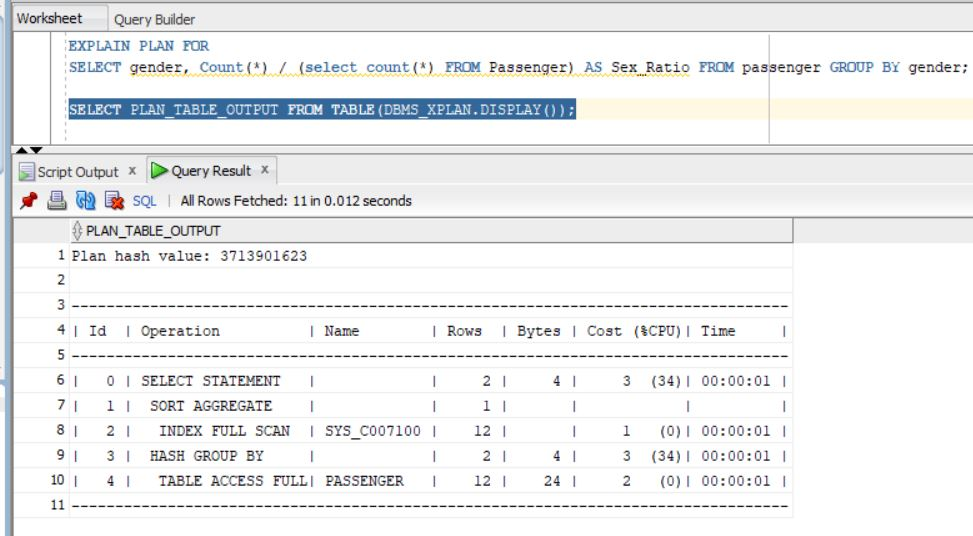 Worksheet Query Builder
EXPLAIN PLAN FOR
SELECT gender, Count(*) / (select count(*) FROM Passenger) AS Sex_Ratio FROM passenger GROUP BY gender;
SELECT PLAN_TABLE_OUTPUT FROM TABLE(DBMS_XPLAN.DISPLAY());
Script Output x Query Result x
SQL | All Rows Fetched: 11 in 0.012 seconds
PLAN_TABLE_OUTPUT
1 Plan hash value: 3713901623
2
3 --------------------------------------------------------------------------------
4 | Id  | Operation          | Name        | Rows  | Bytes | Cost (%CPU)| Time     |
5 --------------------------------------------------------------------------------
6 |   0 | SELECT STATEMENT   |             |     2 |     4 |     3  (34)| 00:00:01 |
7 |   1 |  SORT AGGREGATE    |             |     1 |       |            |          |
8 |   2 |   INDEX FULL SCAN  | SYS_C007100 |    12 |       |     1   (0)| 00:00:01 |
9 |   3 |  HASH GROUP BY     |             |     2 |     4 |     3  (34)| 00:00:01 |
10 |   4 |   TABLE ACCESS FULL| PASSENGER   |    12 |    24 |     2   (0)| 00:00:01 |
11 --------------------------------------------------------------------------------